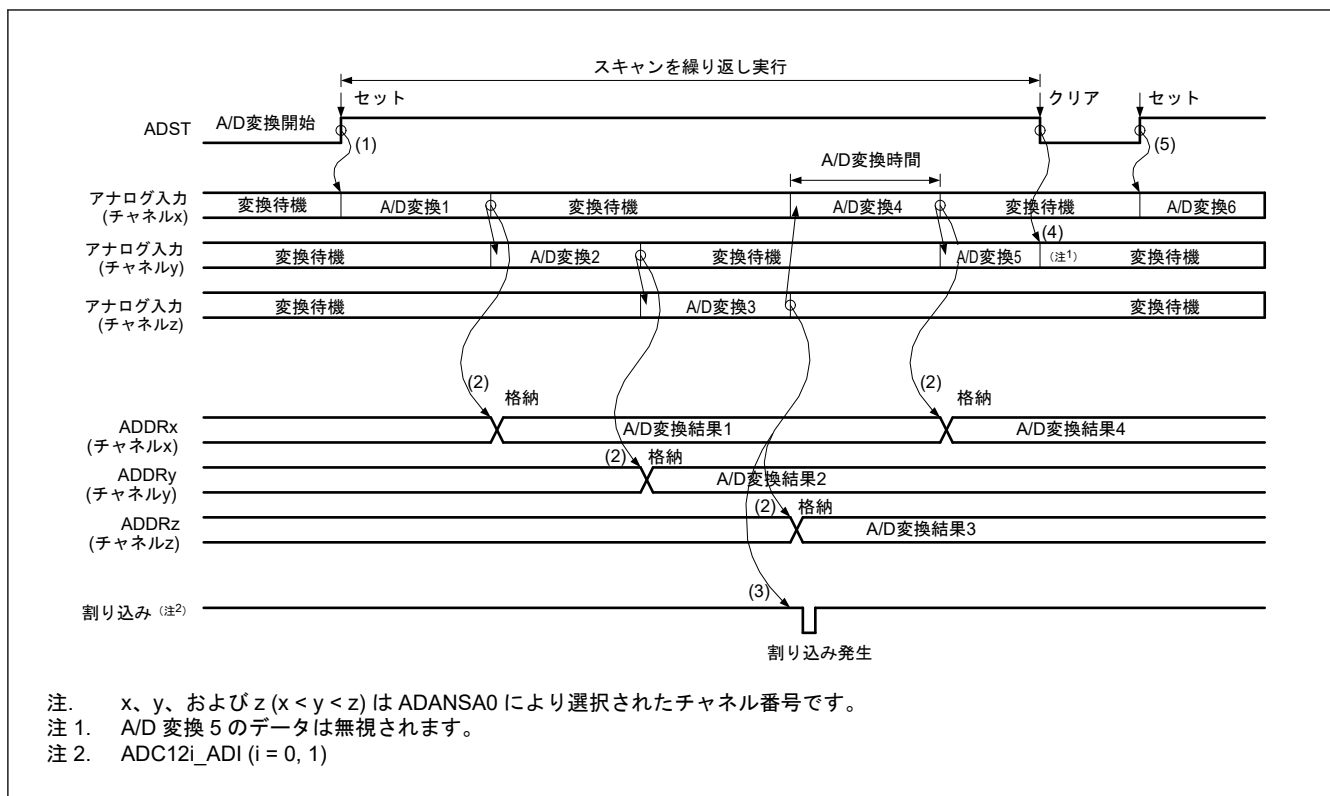 スキャンを繰り返し実行
セット
クリア
セット
ADST
A/D変換開始
(1)
(5)
A/D変換時間
アナログ入力
(チャネルx)
変換待機
A/D変換1
変換待機
A/D変換4
変換待機
A/D変換6
(4)
アナログ入力
(チャネルy)
変換待機
A/D変換2
変換待機
A/D変換5
(注1)
変換待機
アナログ入力
(チャネルz)
変換待機
A/D変換3
変換待機
(2)
格納
(2)
格納
ADDRx
(チャネルx)
A/D変換結果1
A/D変換結果4
(2)
格納
ADDRy
(チャネルy)
A/D変換結果2
(2)
格納
ADDRz
(チャネルz)
A/D変換結果3
(3)
割り込み (注2)
割り込み発生
注. x、y、および z (x < y < z) は ADANSA0 により選択されたチャネル番号です。
注 1. A/D 変換 5 のデータは無視されます。
注 2. ADC12i_ADI (i = 0, 1)